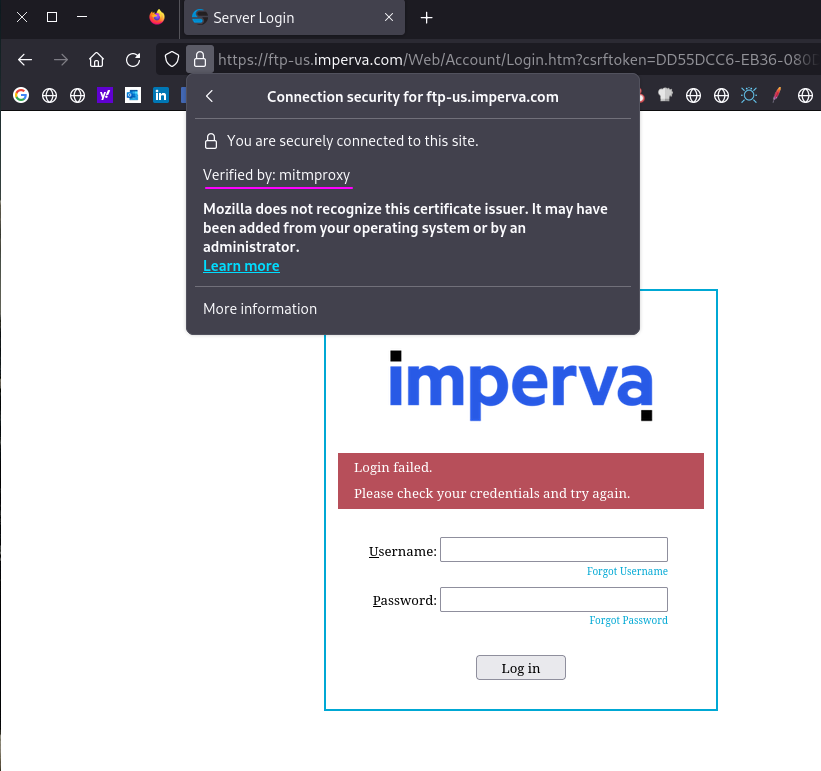 Server Login
https://ftp-us.imperva.com/Web/Account/Login.htm?csrftoken=DD55DCC6-EB36-080D
Connection security for ftp-us.imperva.com
You are securely connected to this site.
Verified by: mitmproxy
Mozilla does not recognize this certificate issuer. It may have
been added from your operating system or by an
administrator.
Learn more
More information
imperva
Login failed.
Please check your credentials and try again.
Username:
Forgot Username
Password:
Forgot Password
Log in